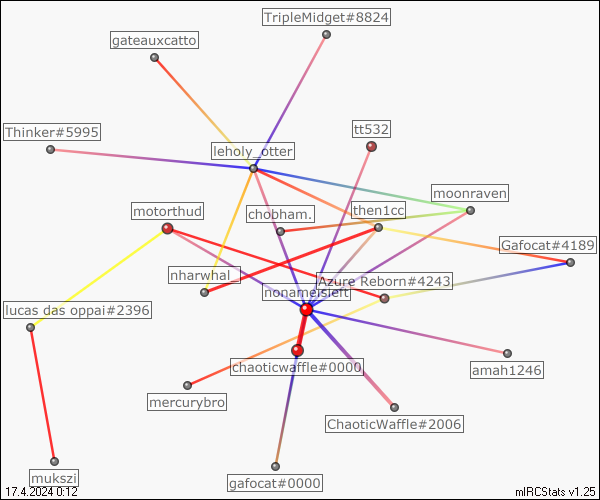 TripleMidget#8824
gateauxcatto
Thinker#5995
tt532
leholy_otter
moonraven
motorthud
chobham.
then1cc
Gafocat#4189
nharwhal_
Azure Reborn#4243
lucas das oppai#2396
chaoticwaffle#0000
amah1246
mercurybro
ChaoticWaffle#2006
mukszi
gafocat#0000
17.4.2024 0:12
mIRCStats v1.25